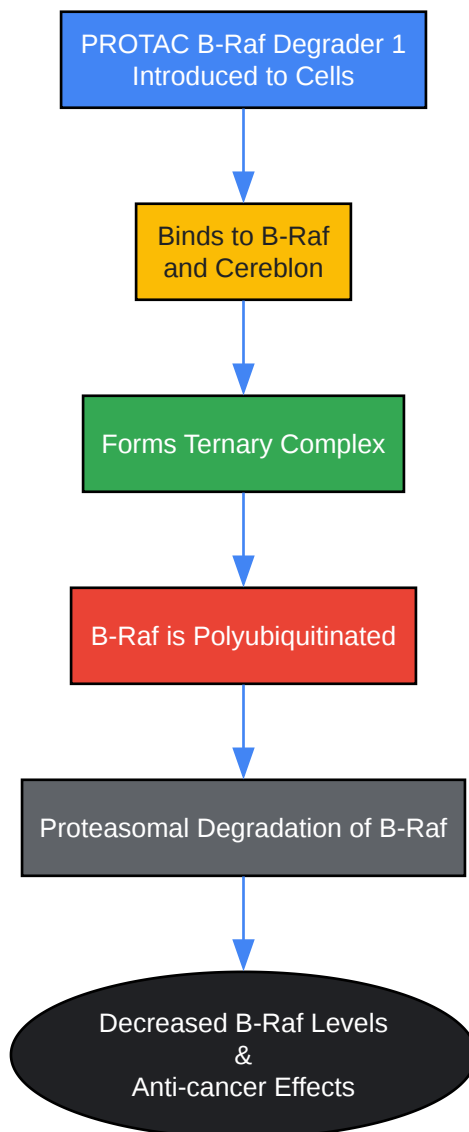 PROTAC B-Raf Degrader 1
Introduced to Cells
Binds to B-Raf
and Cereblon
Forms Ternary Complex
B-Raf is Polyubiquitinated
Proteasomal Degradation of B-Raf
Decreased B-Raf Levels
&
Anti-cancer Effects